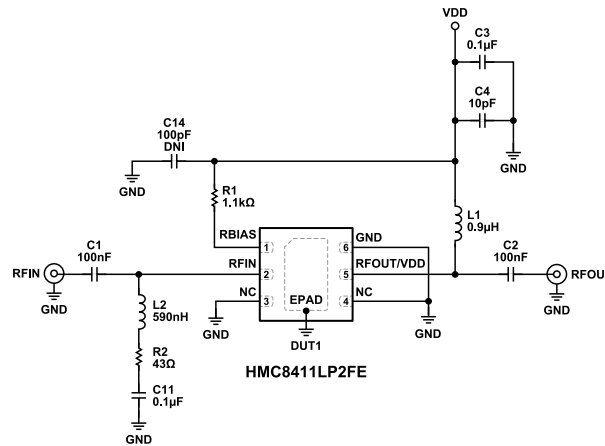 VDD
C3
0.1µF
C4
10pF
GND
C14
100pF
DNI
GND
R1
1.1kΩ
L1
0.9µH
RBIAS
GND
1
6
C1
100nF
RFIN
RFOUT/VDD
C2
100nF
RFIN
2
5
RFOU
GND
NC
NC
GND
3
EPAD
4
L2
590nH
GND
DUT1
GND
R2
43Ω
HMC8411LP2FE
C11
0.1µF
GND